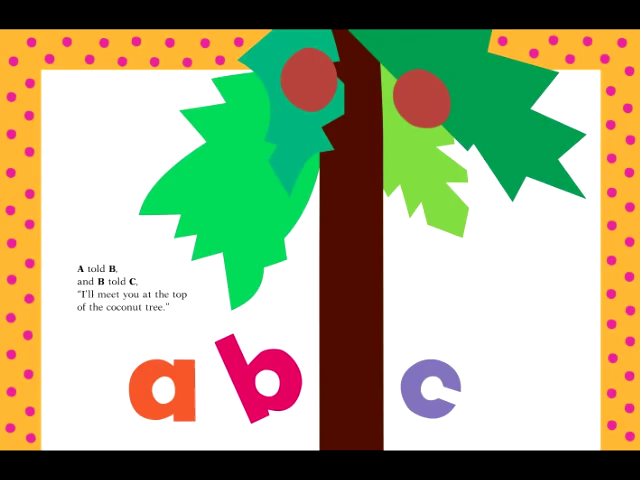 A told B,
and B told C,
"I'll meet you at the top
of the coconut tree."
a b c